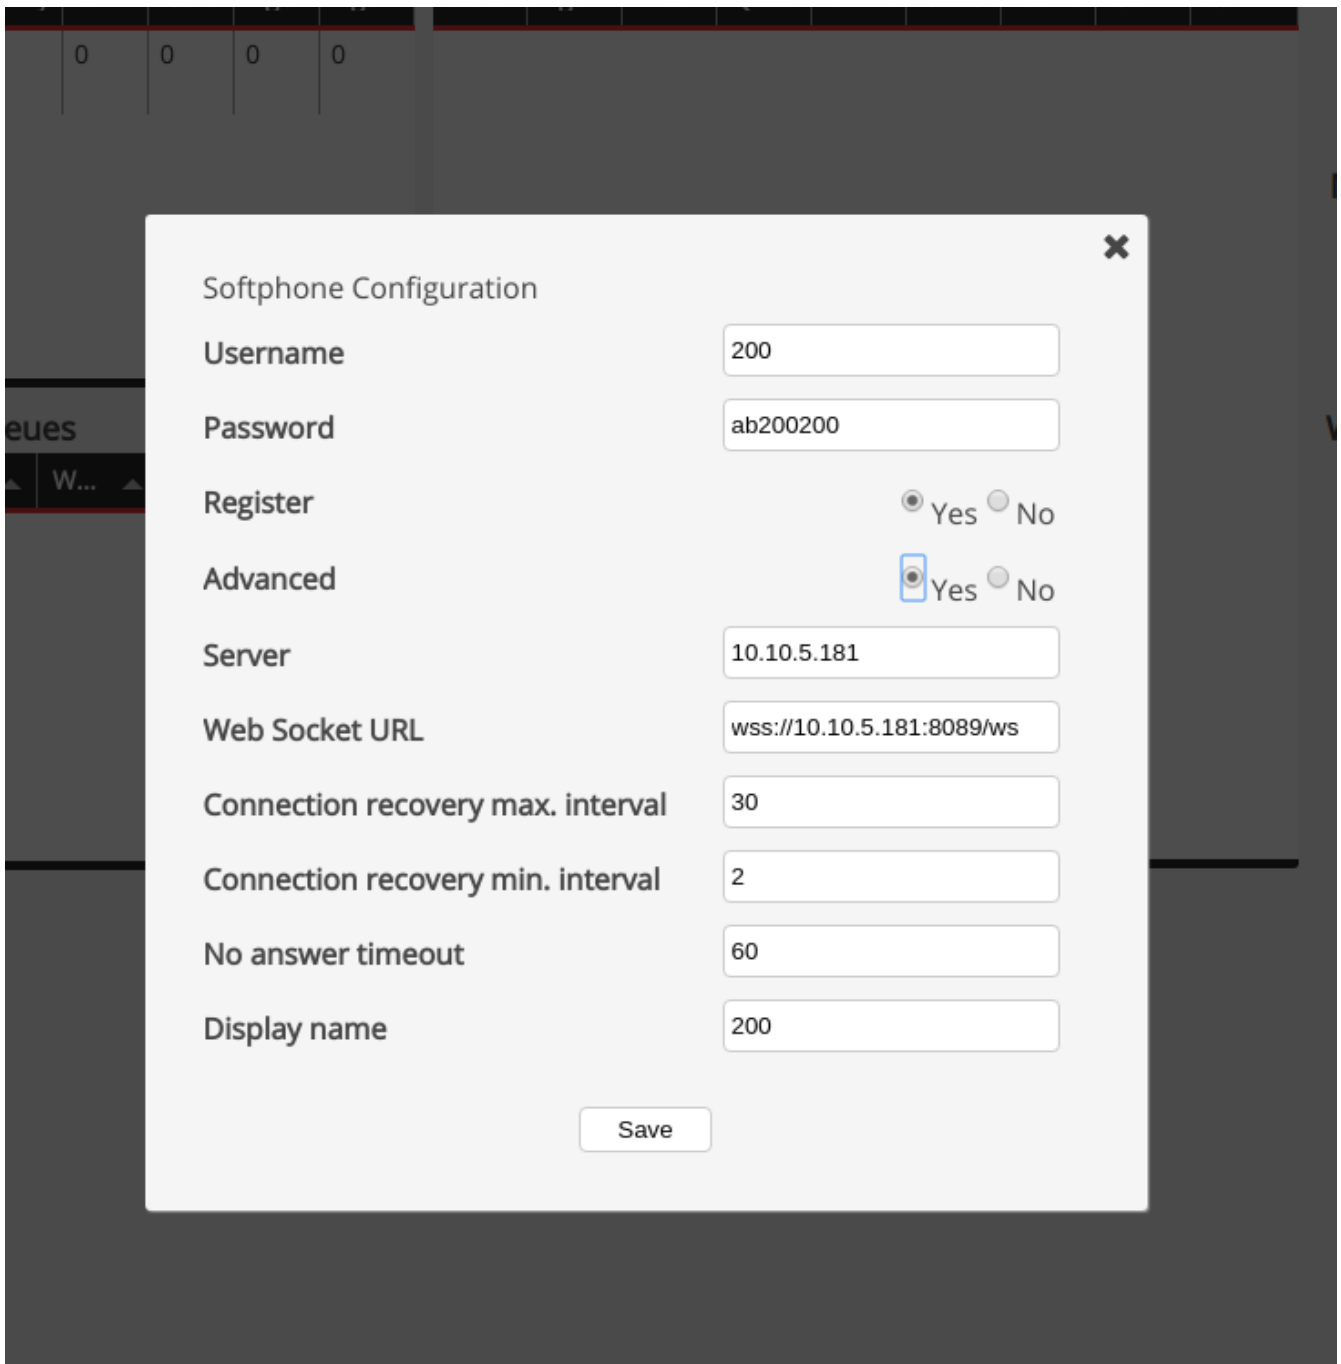 0 0 0 0
Softphone Configuration
Username 200
eues
Password ab200200
W...
Register Yes No
Advanced Yes No
Server 10.10.5.181
Web Socket URL wss://10.10.5.181:8089/ws
Connection recovery max. interval 30
Connection recovery min. interval 2
No answer timeout 60
Display name 200
Save